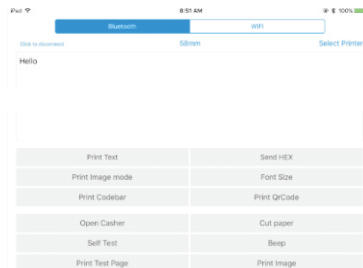 iPad 8:51 AM 100%
Bluetooth WIFI
Click to disconnect 58mm Select Printer
Hello
Print Text Send HEX
Print Image mode Font Size
Print Codebar Print QrCode
Open Casher Cut paper
Self Test Beep
Print Test Page Print Image